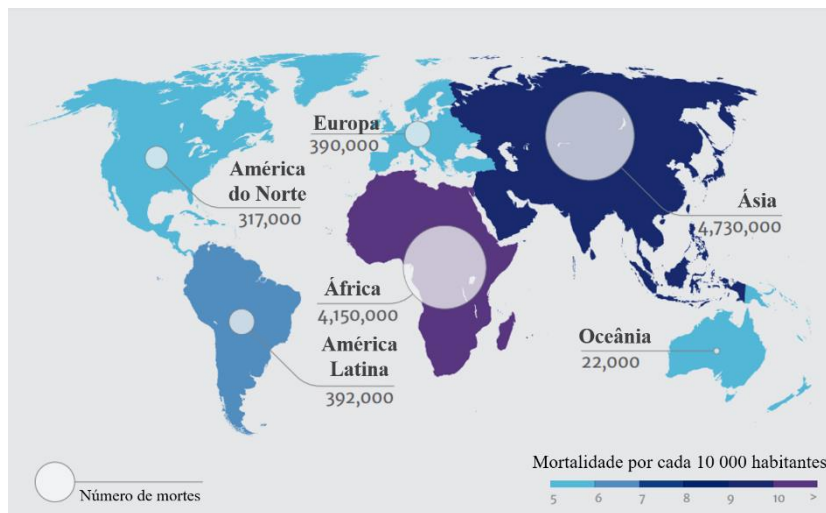 Europa
390,000
América
do Norte
317,000
Ásia
4,730,000
África
4,150,000
América
Latina
392,000
Oceânia
22,000
Número de mortes
Mortalidade por cada 10 000 habitantes
5 6 7 8 9 10 >